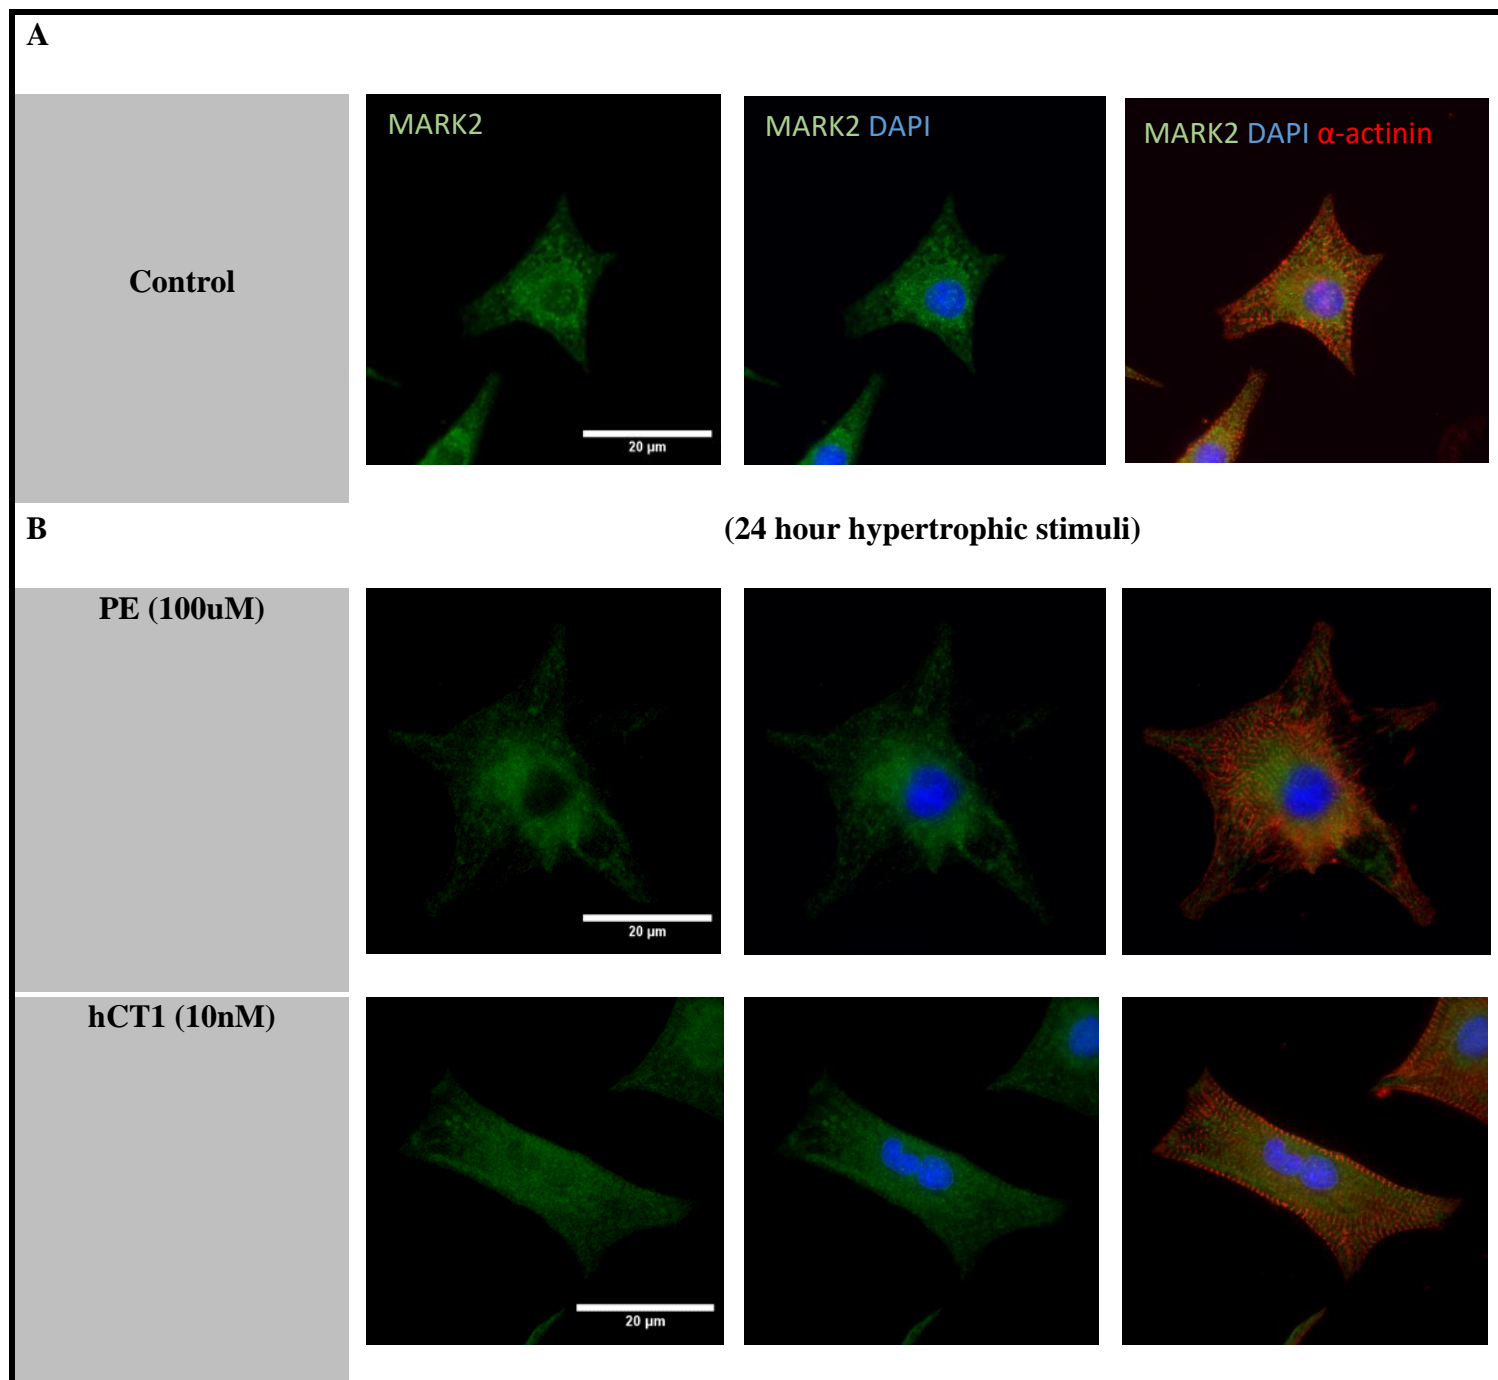 A
Control
MARK2
MARK2 DAPI
MARK2 DAPI α-actinin
20 µm
B
(24 hour hypertrophic stimuli)
PE (100uM)
20 µm
hCT1 (10nM)
20 µm